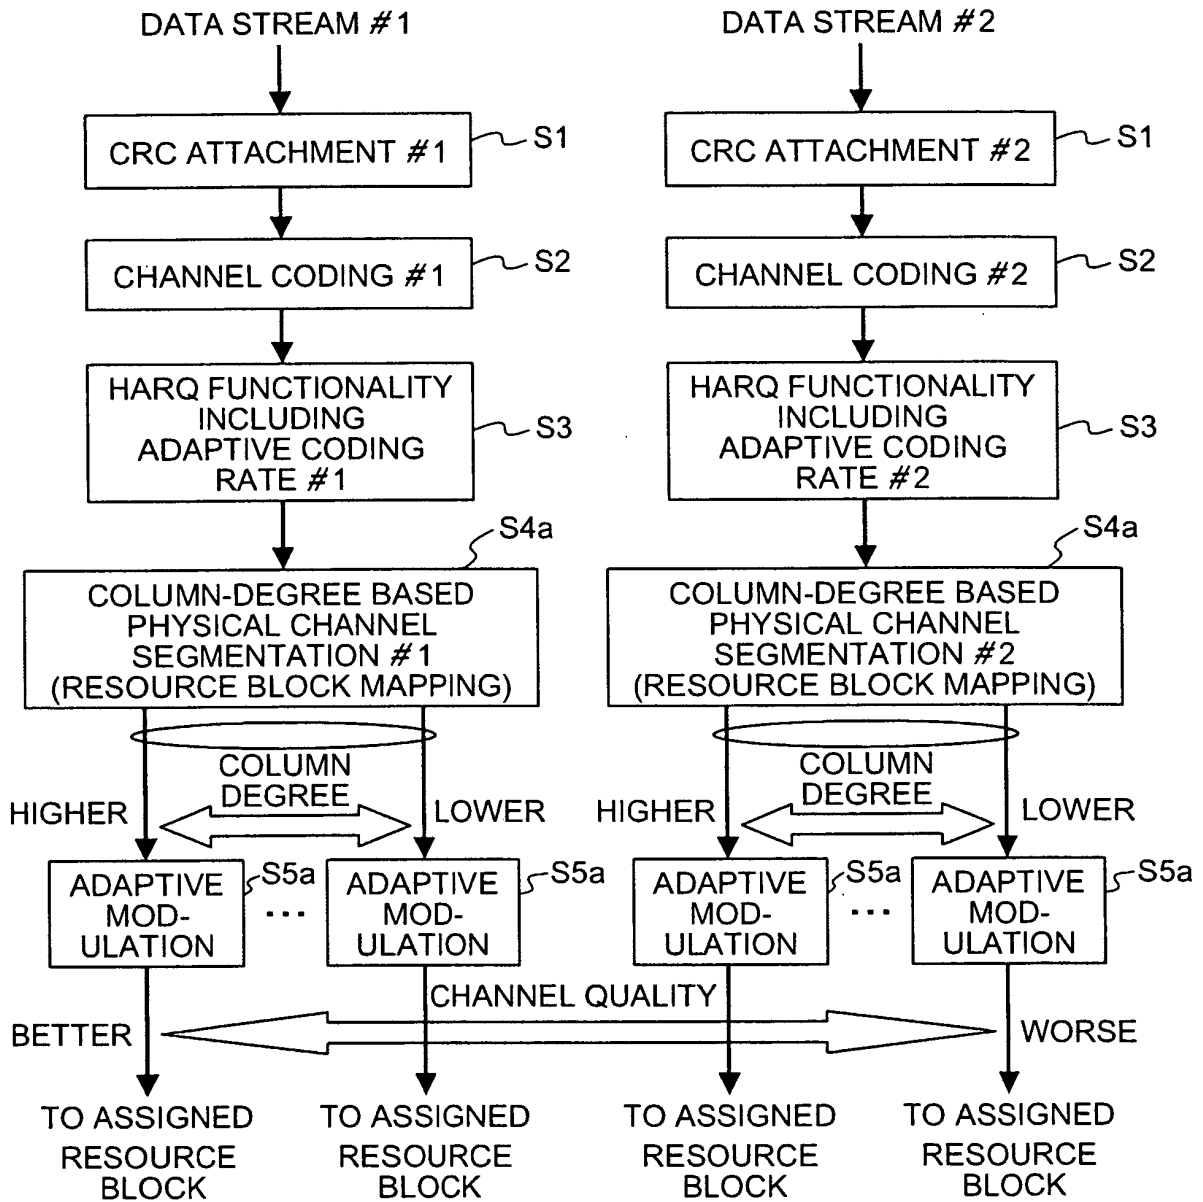 DATA STREAM #1
DATA STREAM #2
CRC ATTACHMENT #1
S1
CRC ATTACHMENT #2
S1
CHANNEL CODING #1
S2
CHANNEL CODING #2
S2
HARQ FUNCTIONALITY
INCLUDING
ADAPTIVE CODING
RATE #1
S3
HARQ FUNCTIONALITY
INCLUDING
ADAPTIVE CODING
RATE #2
S3
S4a
COLUMN-DEGREE BASED
PHYSICAL CHANNEL
SEGMENTATION #1
(RESOURCE BLOCK MAPPING)
S4a
COLUMN-DEGREE BASED
PHYSICAL CHANNEL
SEGMENTATION #2
(RESOURCE BLOCK MAPPING)
COLUMN
DEGREE
HIGHER
LOWER
COLUMN
DEGREE
HIGHER
LOWER
ADAPTIVE
MOD-
ULATION
S5a
...
ADAPTIVE
MOD-
ULATION
S5a
ADAPTIVE
MOD-
ULATION
S5a
...
ADAPTIVE
MOD-
ULATION
S5a
CHANNEL QUALITY
BETTER
WORSE
TO ASSIGNED
RESOURCE
BLOCK
TO ASSIGNED
RESOURCE
BLOCK
TO ASSIGNED
RESOURCE
BLOCK
TO ASSIGNED
RESOURCE
BLOCK